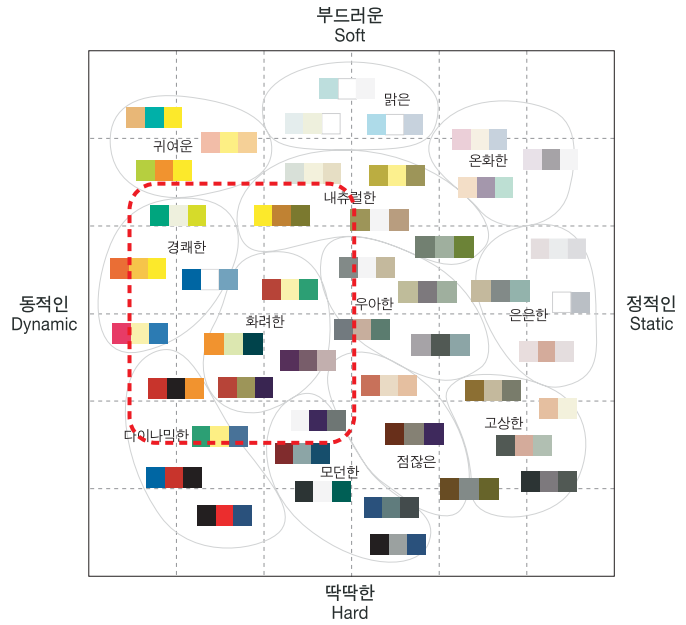 부드러운
Soft
맑은
귀여운
온화한
내츄럴한
경쾌한
동적인
Dynamic
우아한
은은한
정적인
Static
화려한
다이나믹한
고상한
점잖은
모던한
딱딱한
Hard